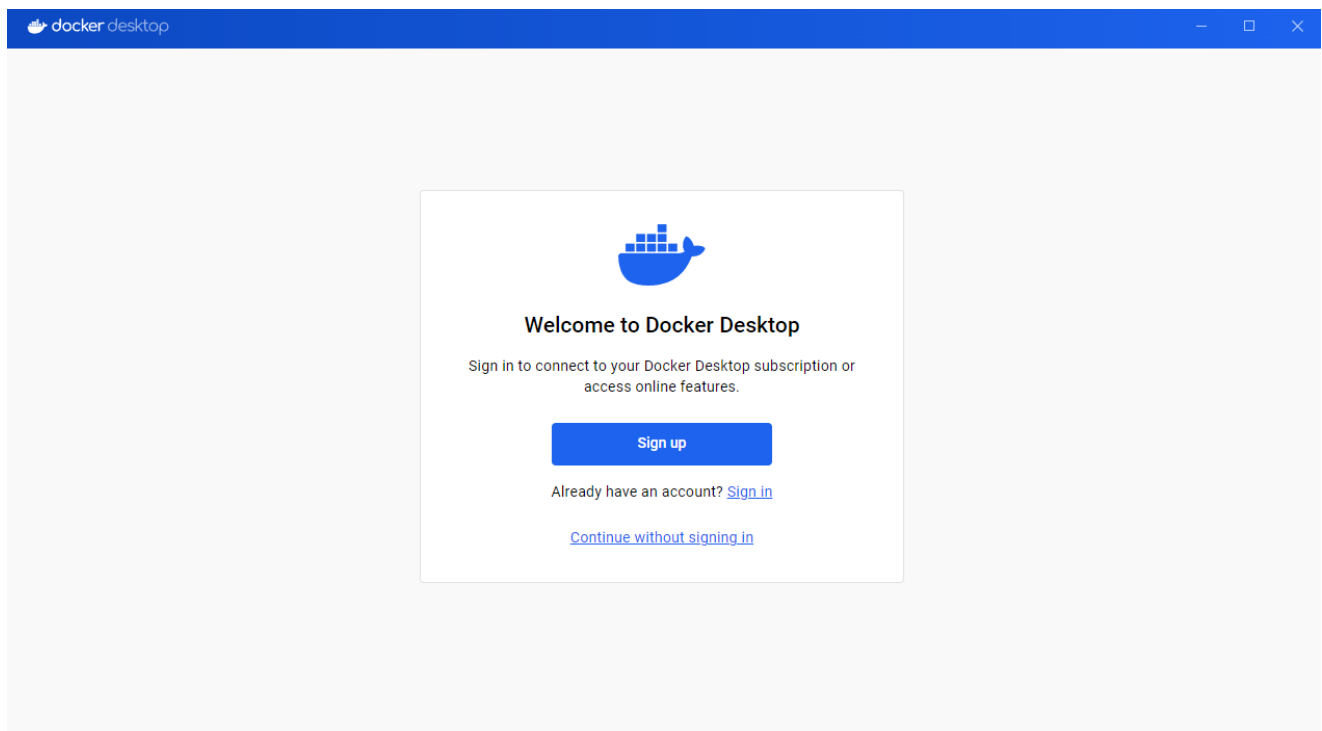 docker desktop
Welcome to Docker Desktop
Sign in to connect to your Docker Desktop subscription or
access online features.
Sign up
Already have an account? Sign in
Continue without signing in